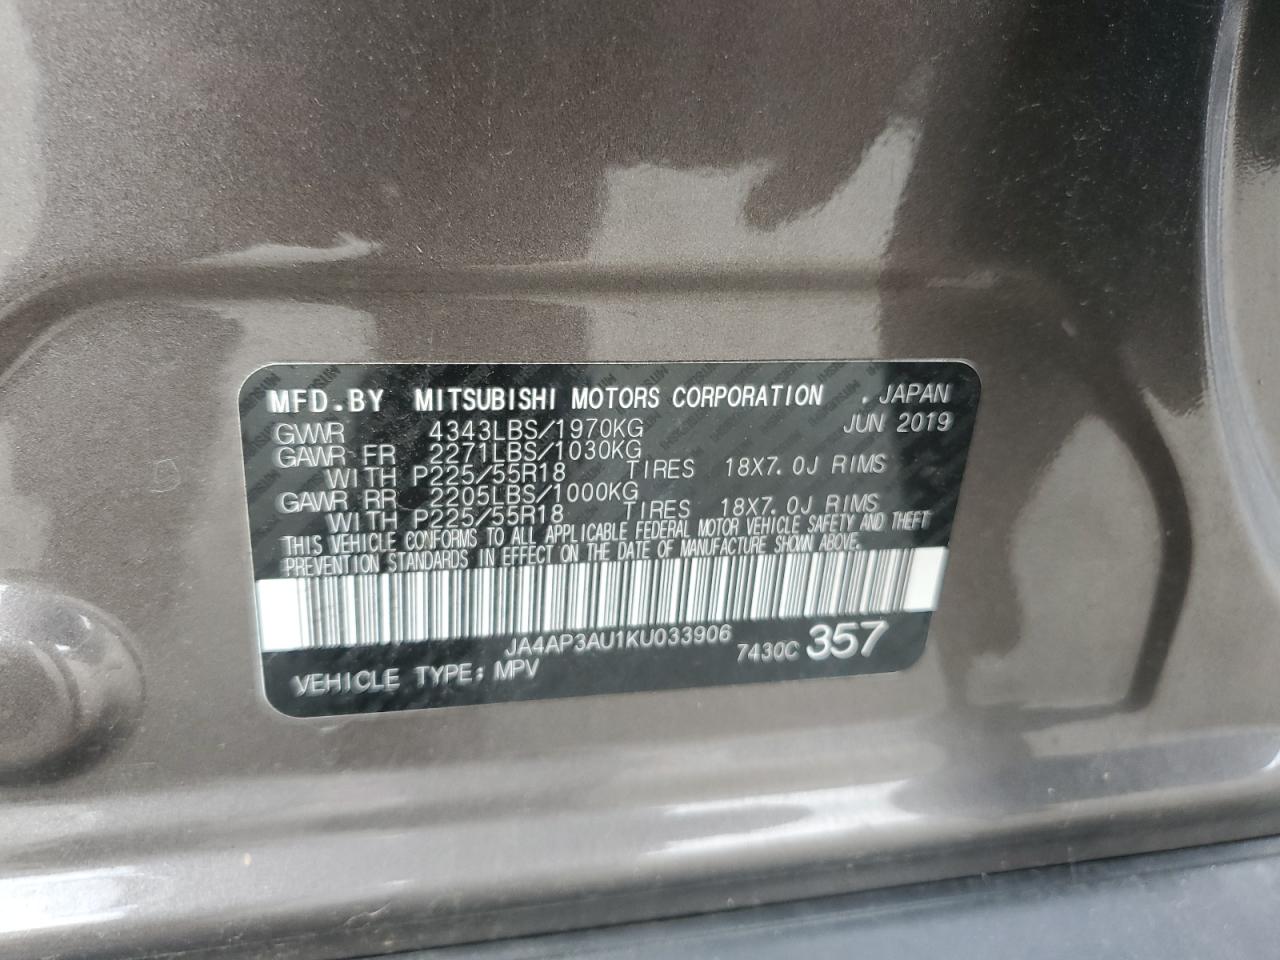 MFD.BY MITSUBISHI MOTORS CORPORATION , JAPAN
GVWR 4343LBS/1970KG JUN 2019
GAWR FR 2271LBS/1030KG
WITH P225/55R18 TIRES 18X7.0J RIMS
GAWR RR 2205LBS/1000KG
WITH P225/55R18 TIRES 18X7.0J RIMS
THIS VEHICLE CONFORMS TO ALL APPLICABLE FEDERAL MOTOR VEHICLE SAFETY AND THEFT
PREVENTION STANDARDS IN EFFECT ON THE DATE OF MANUFACTURE SHOWN ABOVE.
JA4AP3AU1KU033906 7430C 357
VEHICLE TYPE: MPV